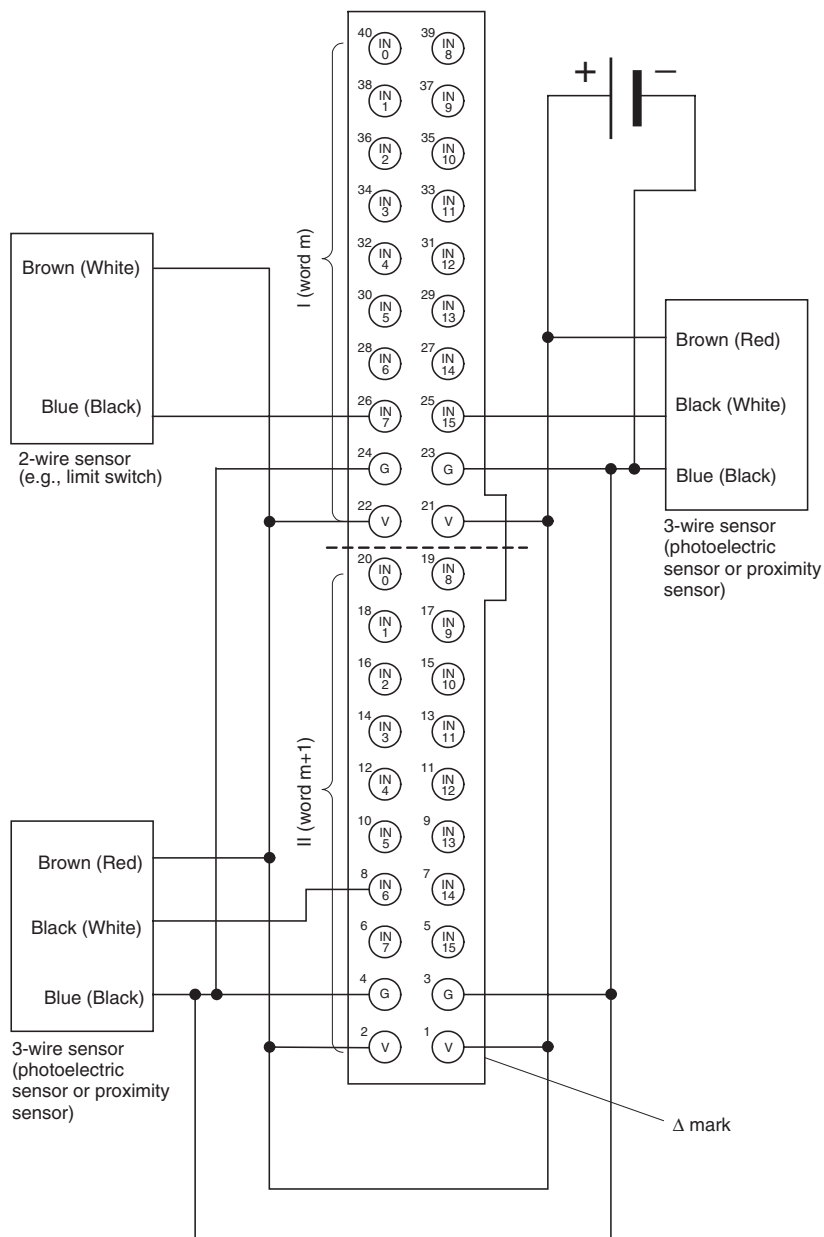 40 IN 0 39 IN 8
+ −
38 IN 1 37 IN 9
36 IN 2 35 IN 10
34 IN 3 33 IN 11
I (word m)
32 IN 4 31 IN 12
30 IN 5 29 IN 13
28 IN 6 27 IN 14
26 IN 7 25 IN 15
24 G 23 G
22 V 21 V
Brown (White)
Blue (Black)
2-wire sensor
(e.g., limit switch)
Brown (Red)
Black (White)
Blue (Black)
3-wire sensor
(photoelectric
sensor or proximity
sensor)
20 IN 0 19 IN 8
18 IN 1 17 IN 9
16 IN 2 15 IN 10
14 IN 3 13 IN 11
II (word m+1)
12 IN 4 11 IN 12
10 IN 5 9 IN 13
8 IN 6 7 IN 14
6 IN 7 5 IN 15
4 G 3 G
2 V 1 V
Brown (Red)
Black (White)
Blue (Black)
3-wire sensor
(photoelectric
sensor or proximity
sensor)
Δ mark